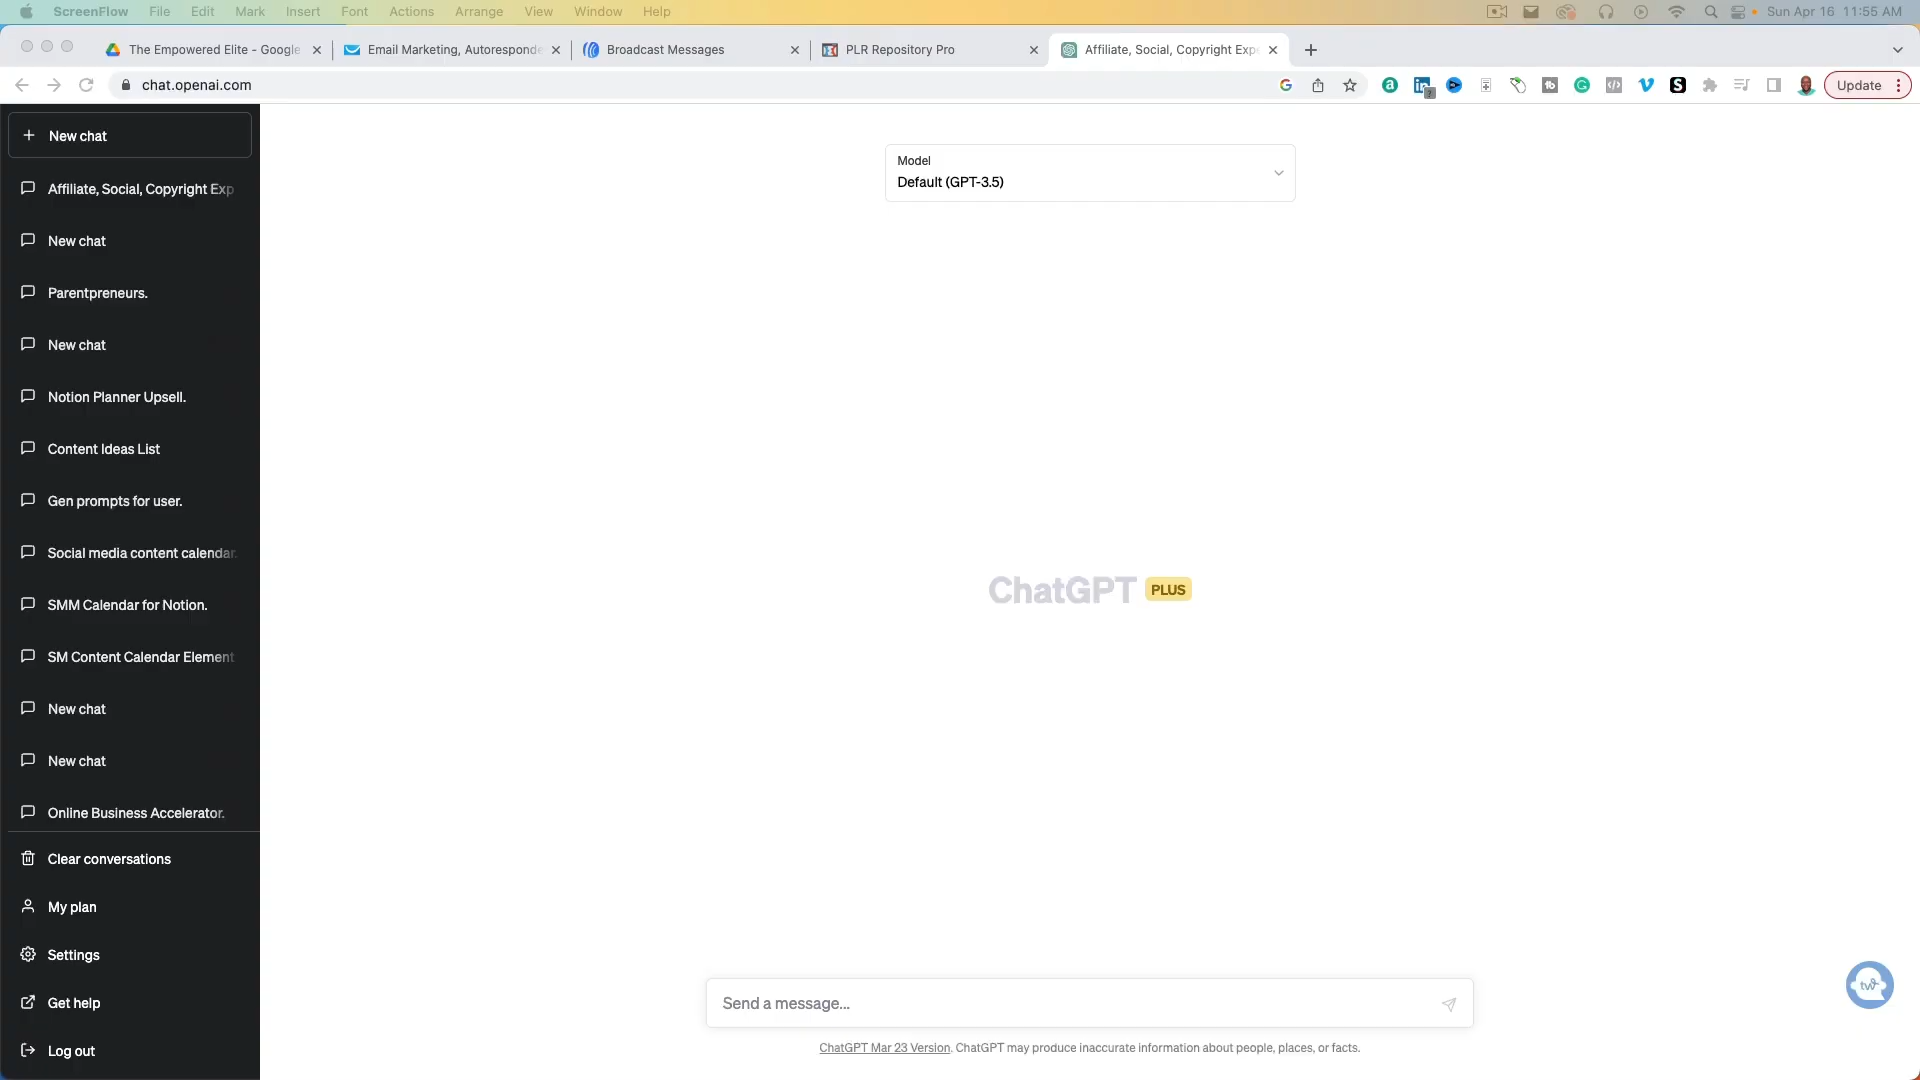 ScreenFlow File Edit Mark Insert Font Actions Arrange View Window Help Sun Apr 16 11:55 AM
The Empowered Elite - Google
Email Marketing, Autoresponde
Broadcast Messages
PLR Repository Pro
Affiliate, Social, Copyright Exp
chat.openai.com
Update
New chat
Affiliate, Social, Copyright Exp
New chat
Parentpreneurs.
New chat
Notion Planner Upsell.
Content Ideas List
Gen prompts for user.
Social media content calendar.
SMM Calendar for Notion.
SM Content Calendar Element
New chat
New chat
Online Business Accelerator.
Clear conversations
My plan
Settings
Get help
Log out
Model
Default (GPT-3.5)
ChatGPT PLUS
Send a message...
ChatGPT Mar 23 Version. ChatGPT may produce inaccurate information about people, places, or facts.